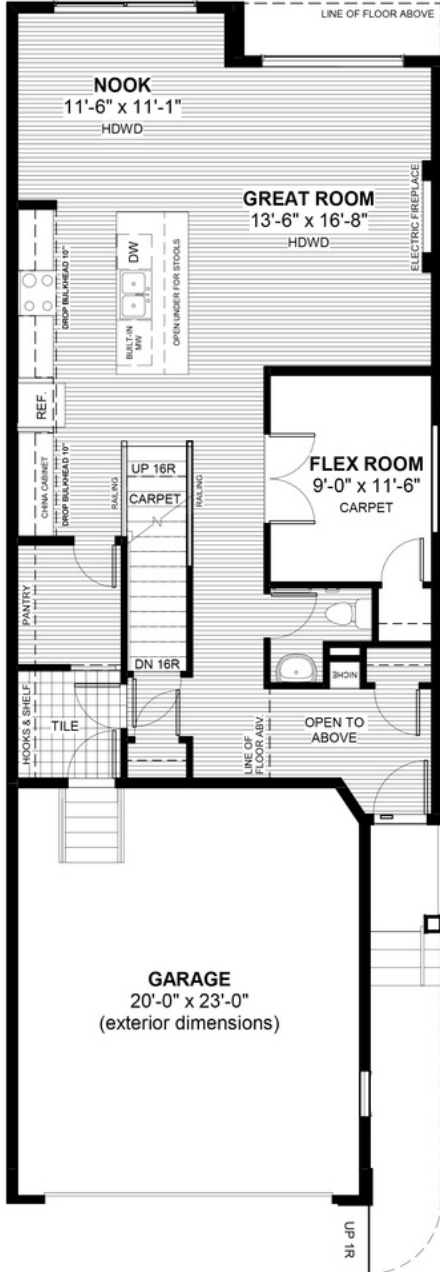 LINE OF FLOOR ABOVE
NOOK
11'-6" x 11'-1"
HDWD
GREAT ROOM
13'-6" x 16'-8"
HDWD
ELECTRIC FIREPLACE
DROP BULKHEAD 10"
DW
BUILT-IN
MW
OPEN UNDER FOR STOOLS
REF.
CHINA CABINET
DROP BULKHEAD 10"
RAILING
UP 16R
CARPET
RAILING
FLEX ROOM
9'-0" x 11'-6"
CARPET
PANTRY
DN 16R
NICHE
HOOKS & SHELF
TILE
LINE OF
FLOOR ABV.
OPEN TO
ABOVE
GARAGE
20'-0" x 23'-0"
(exterior dimensions)
UP 1R